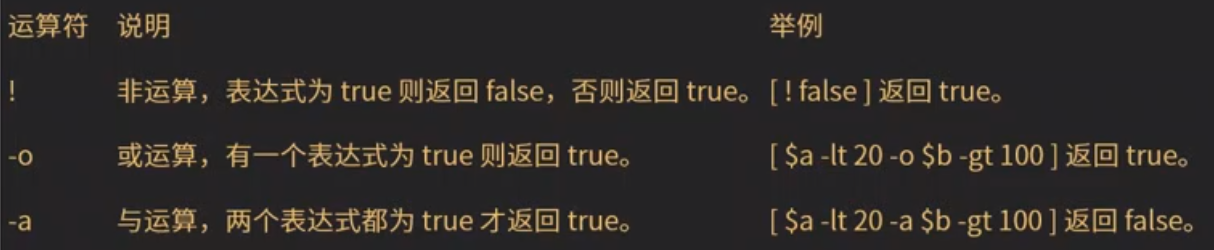 运算符 说明 举例
! 非运算，表达式为 true 则返回 false，否则返回 true。 [ ! false ] 返回 true。
-o 或运算，有一个表达式为 true 则返回 true。 [ $a -lt 20 -o $b -gt 100 ] 返回 true。
-a 与运算，两个表达式都为 true 才返回 true。 [ $a -lt 20 -a $b -gt 100 ] 返回 false。